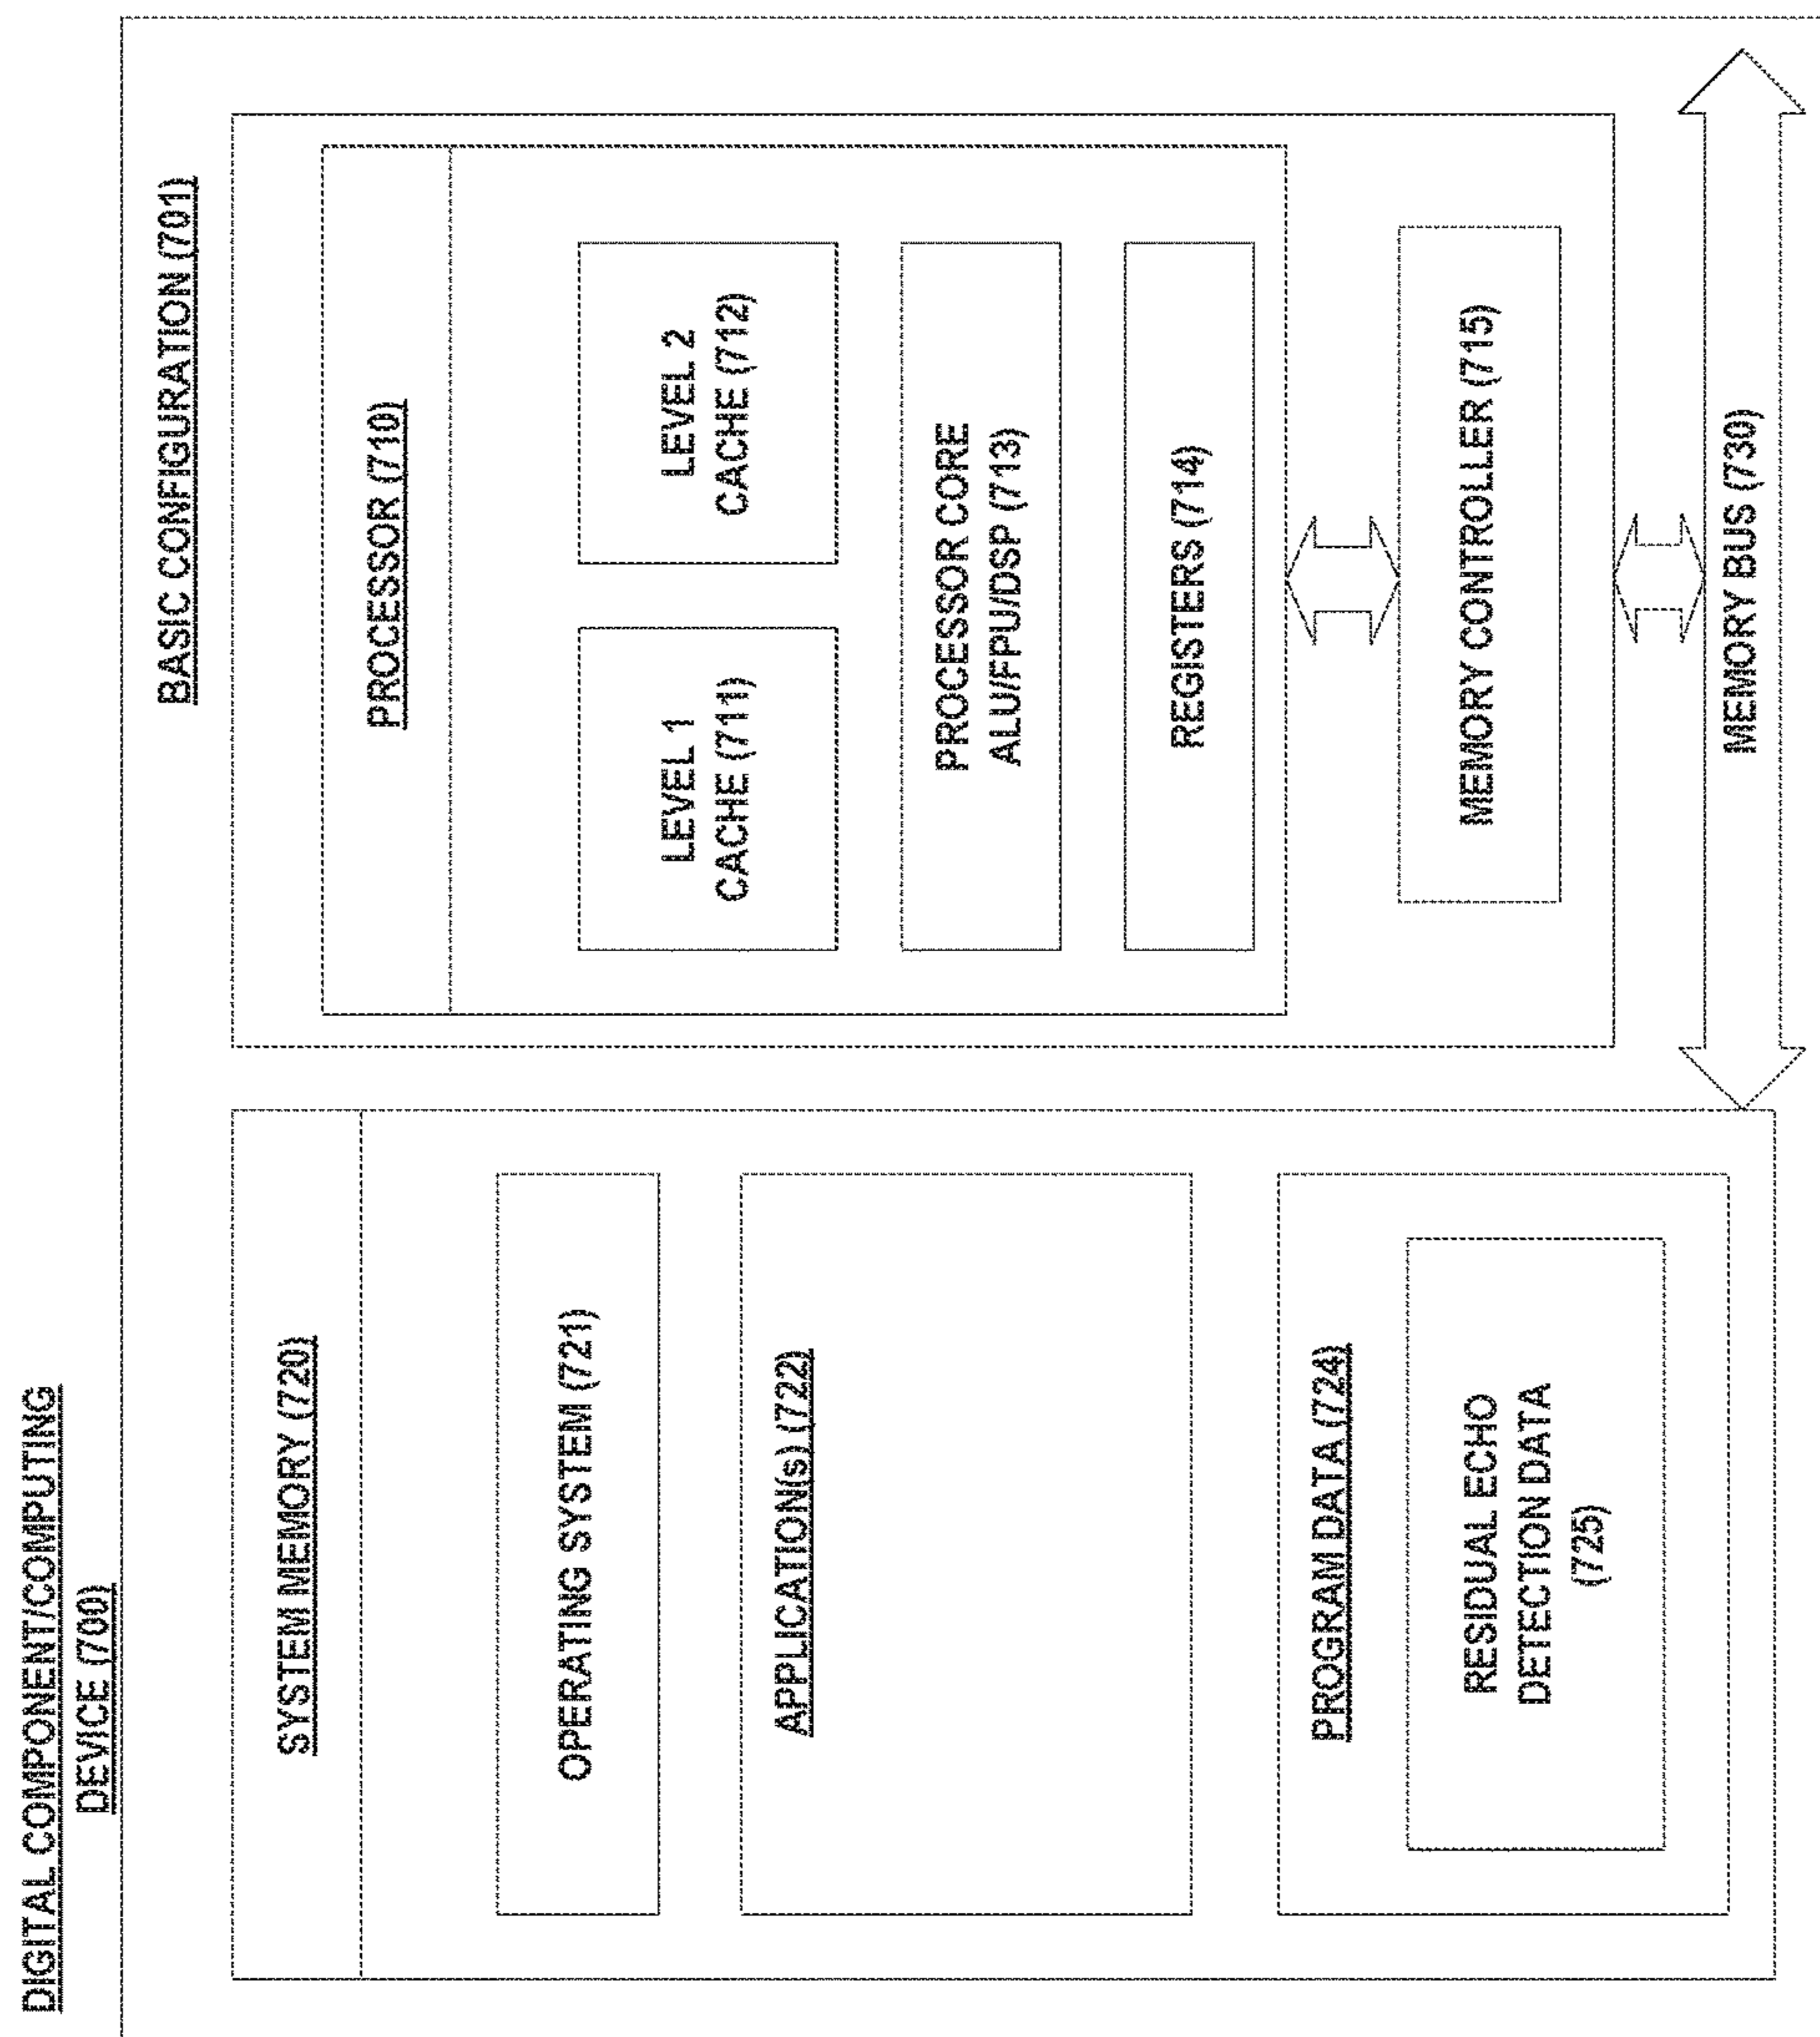 DIGITAL COMPONENT/COMPUTING
DEVICE (700)
SYSTEM MEMORY (720)
OPERATING SYSTEM (721)
APPLICATION(s) (722)
PROGRAM DATA (724)
RESIDUAL ECHO
DETECTION DATA
(725)
BASIC CONFIGURATION (701)
PROCESSOR (710)
LEVEL 1
CACHE (711)
LEVEL 2
CACHE (712)
PROCESSOR CORE
ALU/FPU/DSP (713)
REGISTERS (714)
MEMORY CONTROLLER (715)
MEMORY BUS (730)